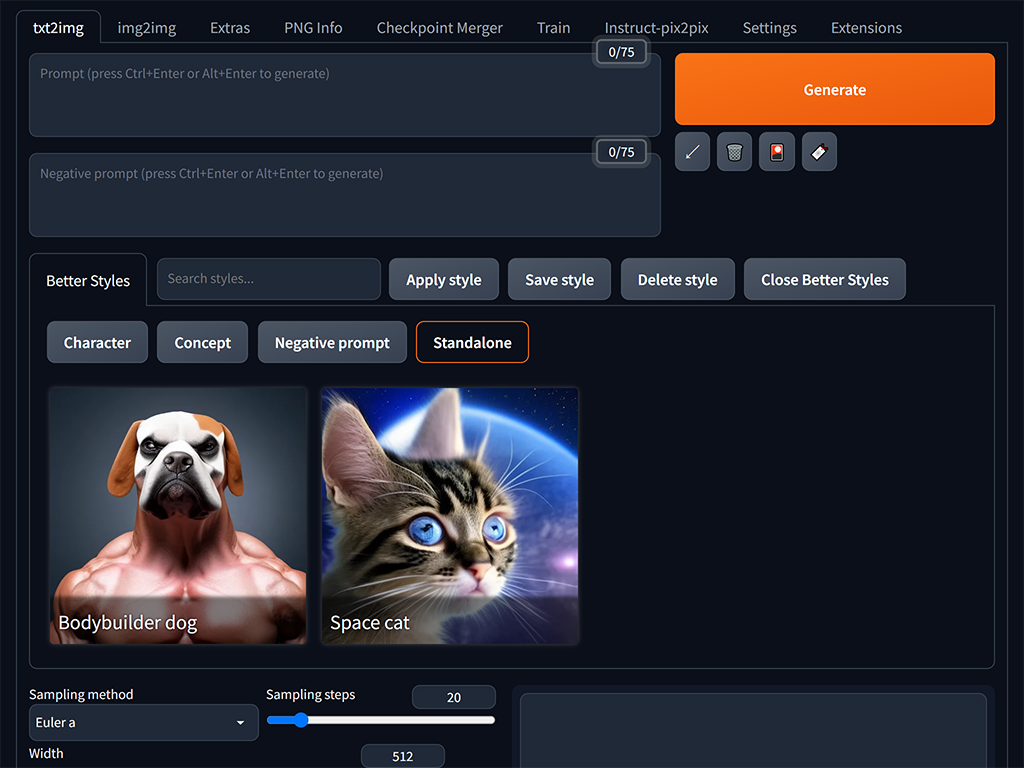 txt2img img2img Extras PNG Info Checkpoint Merger Train Instruct-pix2pix Settings Extensions
0/75
Prompt (press Ctrl+Enter or Alt+Enter to generate)
Generate
0/75
Negative prompt (press Ctrl+Enter or Alt+Enter to generate)
Better Styles Search styles... Apply style Save style Delete style Close Better Styles
Character Concept Negative prompt Standalone
Bodybuilder dog Space cat
Sampling method Sampling steps 20
Euler a
Width 512